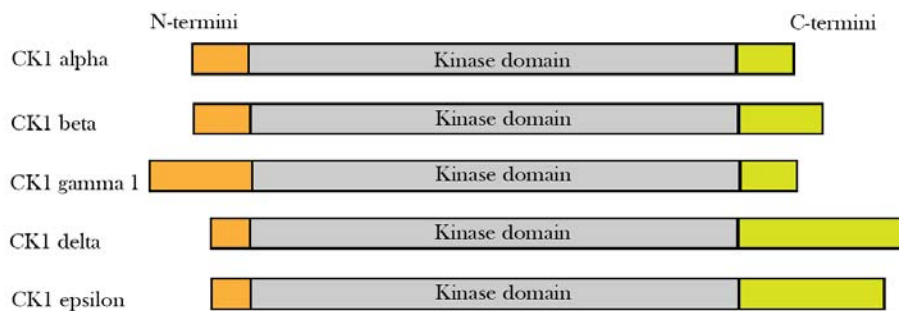 N-termini C-termini
CK1 alpha Kinase domain
CK1 beta Kinase domain
CK1 gamma 1 Kinase domain
CK1 delta Kinase domain
CK1 epsilon Kinase domain